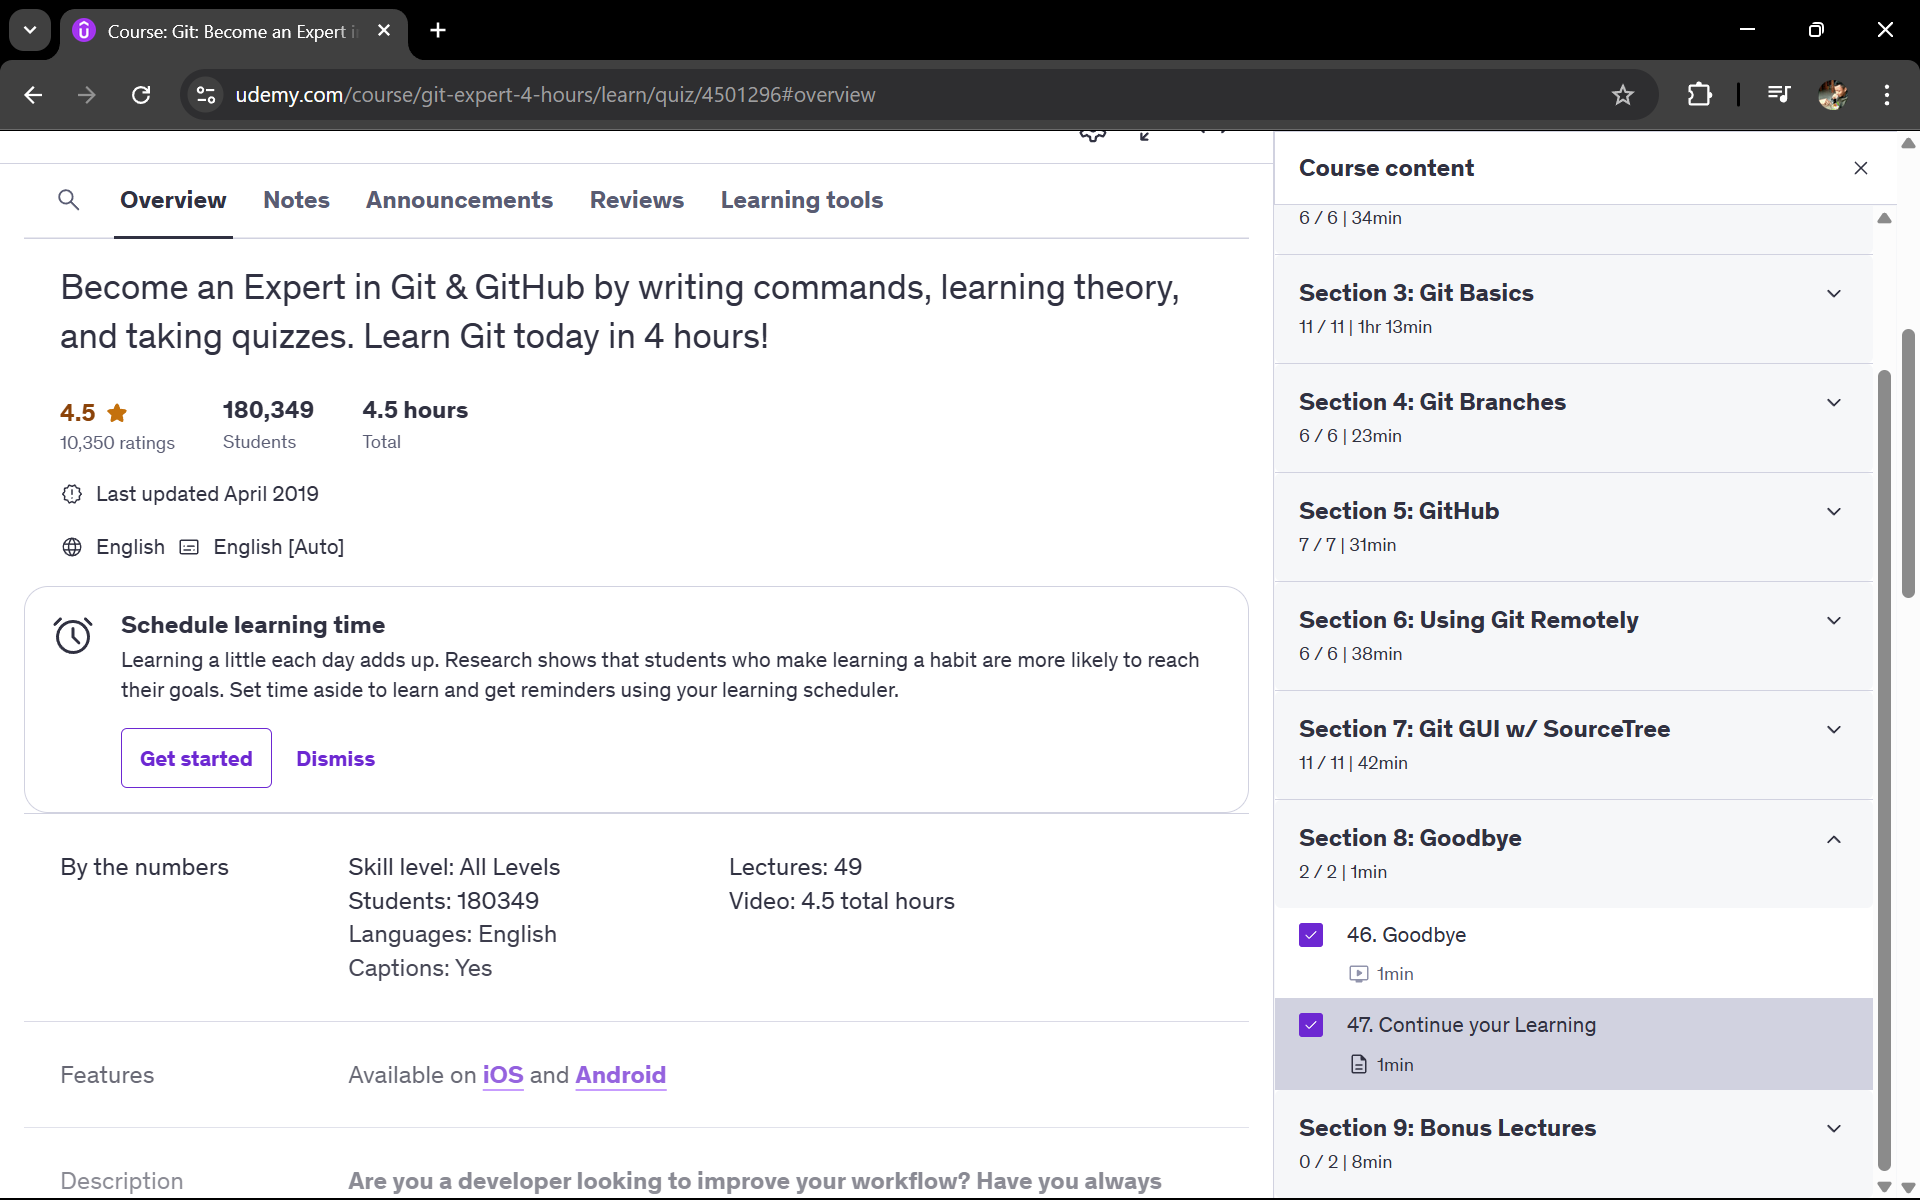 Course: Git: Become an Expert i
udemy.com/course/git-expert-4-hours/learn/quiz/4501296#overview
Overview
Notes
Announcements
Reviews
Learning tools
Become an Expert in Git & GitHub by writing commands, learning theory,
and taking quizzes. Learn Git today in 4 hours!
4.5
180,349
4.5 hours
10,350 ratings
Students
Total
Last updated April 2019
English
English [Auto]
Schedule learning time
Learning a little each day adds up. Research shows that students who make learning a habit are more likely to reach
their goals. Set time aside to learn and get reminders using your learning scheduler.
Get started
Dismiss
By the numbers
Skill level: All Levels
Students: 180349
Languages: English
Captions: Yes
Lectures: 49
Video: 4.5 total hours
Features
Available on iOS and Android
Description
Are you a developer looking to improve your workflow? Have you always
Course content
6 / 6 | 34min
Section 3: Git Basics
11 / 11 | 1hr 13min
Section 4: Git Branches
6 / 6 | 23min
Section 5: GitHub
7 / 7 | 31min
Section 6: Using Git Remotely
6 / 6 | 38min
Section 7: Git GUI w/ SourceTree
11 / 11 | 42min
Section 8: Goodbye
2 / 2 | 1min
46. Goodbye
1min
47. Continue your Learning
1min
Section 9: Bonus Lectures
0 / 2 | 8min